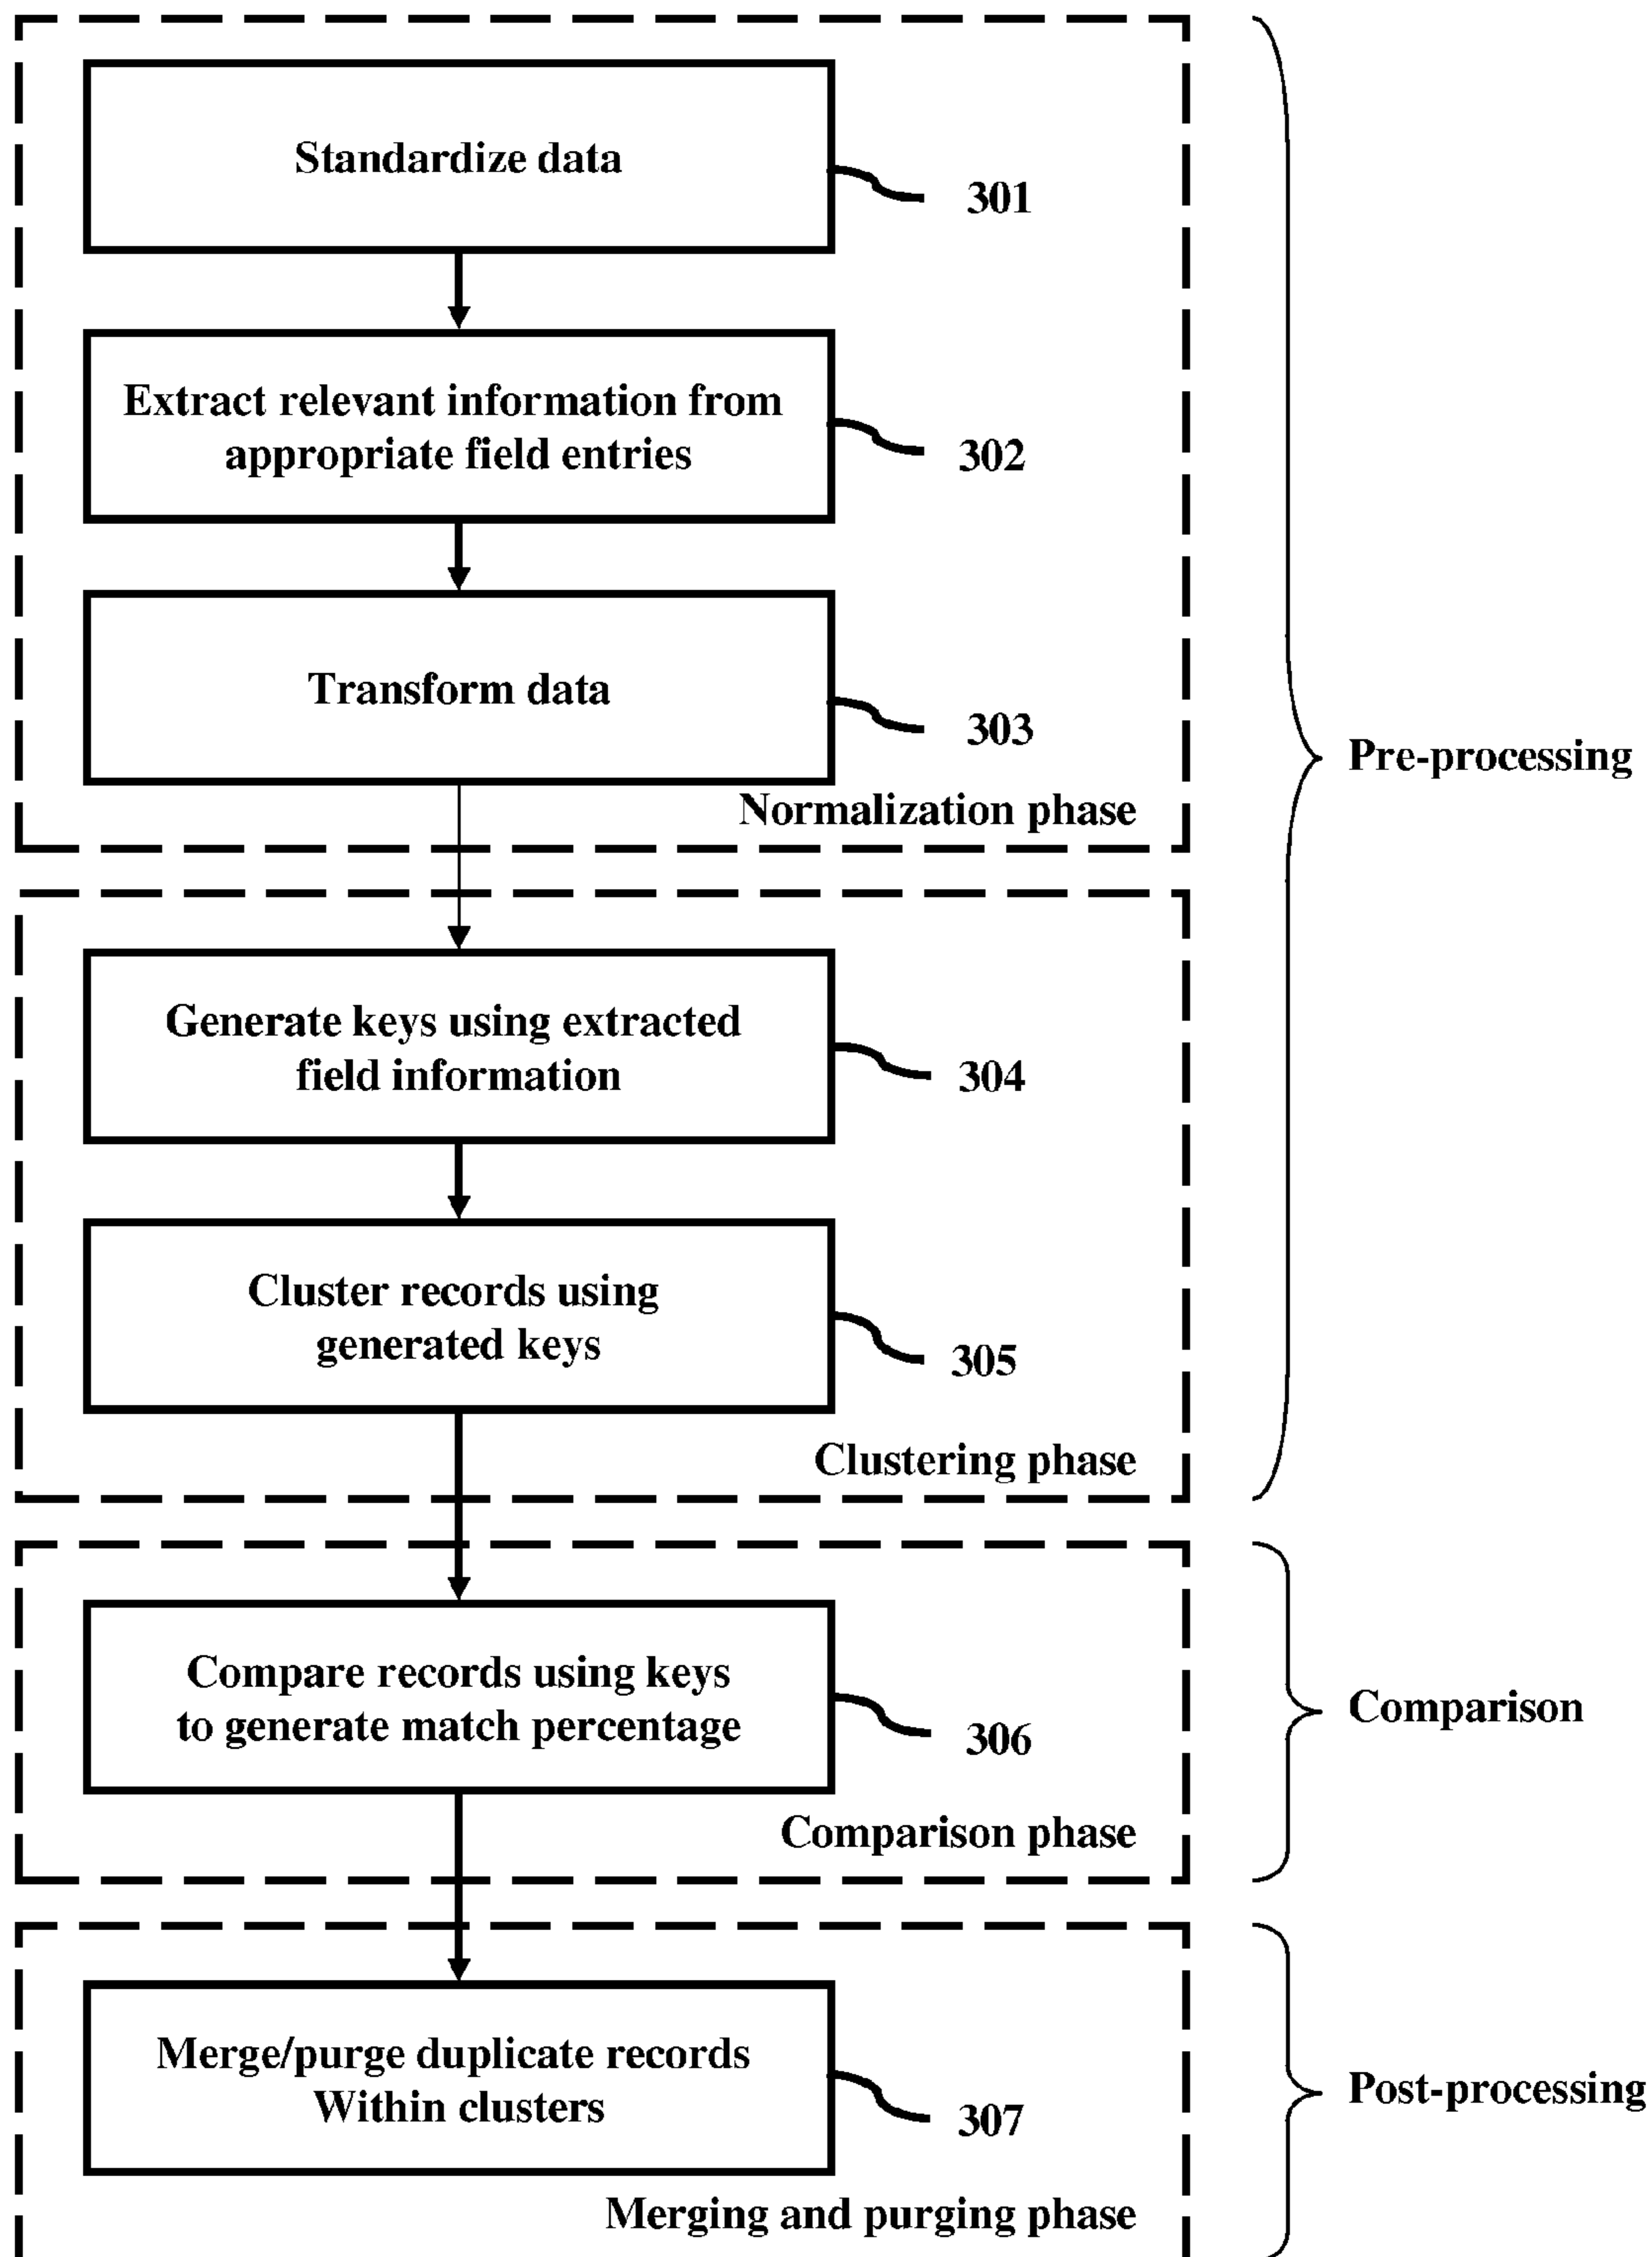 Standardize data
301
Extract relevant information from
appropriate field entries
302
Transform data
303
Normalization phase
Pre-processing
Generate keys using extracted
field information
304
Cluster records using
generated keys
305
Clustering phase
Compare records using keys
to generate match percentage
306
Comparison phase
Comparison
Merge/purge duplicate records
Within clusters
307
Merging and purging phase
Post-processing